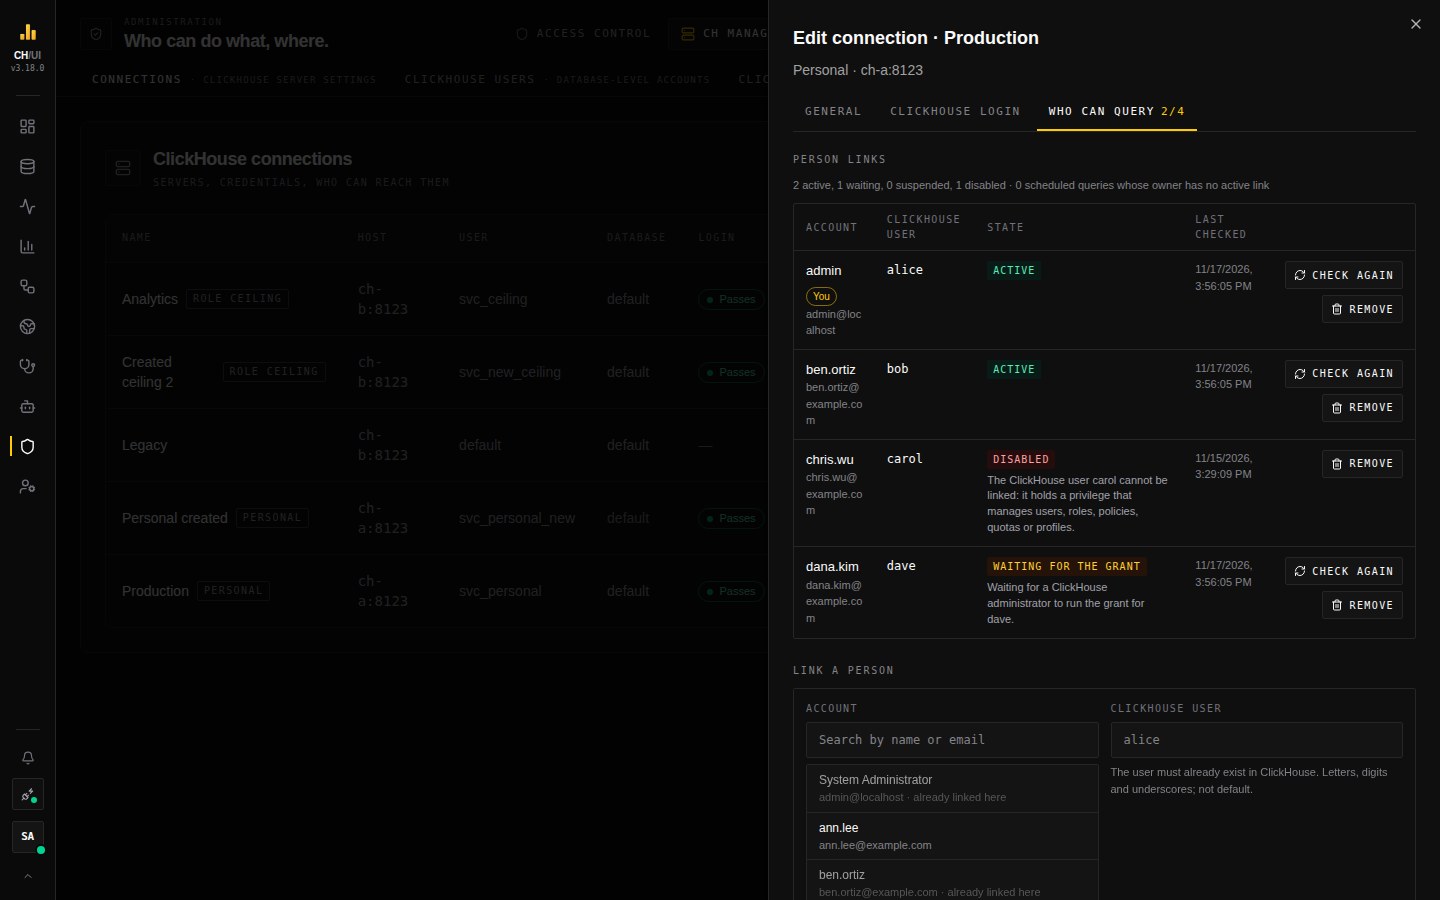 CH/UI
v3.18.0
SA
ADMINISTRATION
Who can do what, where.
ACCESS CONTROL
CH MANAG
CONNECTIONS · CLICKHOUSE SERVER SETTINGS
CLICKHOUSE USERS · DATABASE-LEVEL ACCOUNTS
CLIC
ClickHouse connections
SERVERS, CREDENTIALS, WHO CAN REACH THEM
NAME HOST USER DATABASE LOGIN
Analytics ROLE CEILING ch-b:8123 svc_ceiling default Passes
Created ceiling 2 ROLE CEILING ch-b:8123 svc_new_ceiling default Passes
Legacy ch-b:8123 default default —
Personal created PERSONAL ch-a:8123 svc_personal_new default Passes
Production PERSONAL ch-a:8123 svc_personal default Passes
Edit connection · Production
Personal · ch-a:8123
GENERAL
CLICKHOUSE LOGIN
WHO CAN QUERY 2/4
PERSON LINKS
2 active, 1 waiting, 0 suspended, 1 disabled · 0 scheduled queries whose owner has no active link
ACCOUNT
CLICKHOUSE
USER
STATE
LAST
CHECKED
admin
You
admin@loc
alhost
alice
ACTIVE
11/17/2026,
3:56:05 PM
CHECK AGAIN
REMOVE
ben.ortiz
ben.ortiz@
example.co
m
bob
ACTIVE
11/17/2026,
3:56:05 PM
CHECK AGAIN
REMOVE
chris.wu
chris.wu@
example.co
m
carol
DISABLED
The ClickHouse user carol cannot be
linked: it holds a privilege that
manages users, roles, policies,
quotas or profiles.
11/15/2026,
3:29:09 PM
REMOVE
dana.kim
dana.kim@
example.co
m
dave
WAITING FOR THE GRANT
Waiting for a ClickHouse
administrator to run the grant for
dave.
11/17/2026,
3:56:05 PM
CHECK AGAIN
REMOVE
LINK A PERSON
ACCOUNT
Search by name or email
System Administrator
admin@localhost · already linked here
ann.lee
ann.lee@example.com
ben.ortiz
ben.ortiz@example.com · already linked here
CLICKHOUSE USER
alice
The user must already exist in ClickHouse. Letters, digits
and underscores; not default.